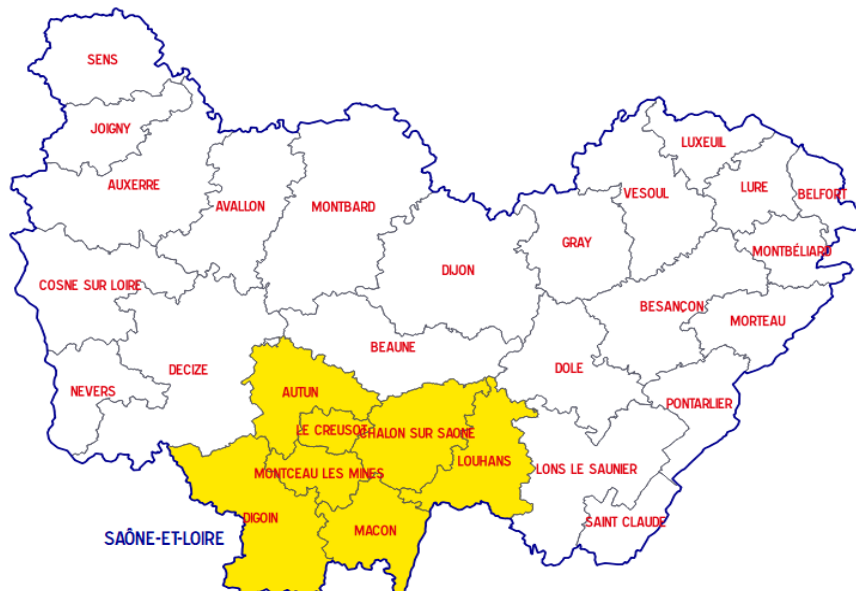 SENS
JOIGNY
LUXEUIL
AUXERRE
VESOUL
LURE
BELFORT
AVALLON
MONTBARD
GRAY
MONTBÉLIARD
DIJON
COSNE SUR LOIRE
BESANÇON
MORTEAU
BEAUNE
DECIZE
DOLE
NEVERS
AUTUN
PONTARLIER
LE CREUSOT
CHALON SUR SAONE
LOUHANS
LONS LE SAUNIER
MONTCEAU LES MINES
DIGOIN
SAINT CLAUDE
MACON
SAÔNE-ET-LOIRE